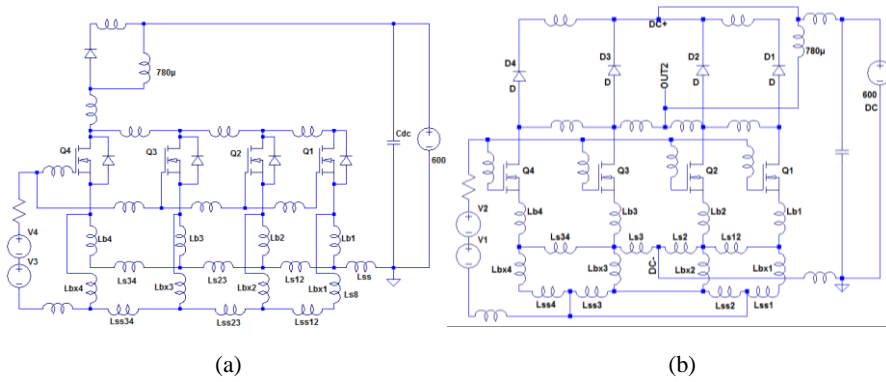 780µ
Q4
Q3
Q2
Q1
Cdc
600
V4
V3
Lb4
Lb3
Lb2
Lb1
Ls34
Ls23
Ls12
Lss
Lbx4
Lbx3
Lbx2
Lbx1
Ls8
Lss34
Lss23
Lss12
(a)
DC+
D4
D
D3
D
OUT2
D2
D
D1
D
780µ
600
DC
Q4
Q3
Q2
Q1
V2
V1
Lb4
Lb3
Lb2
Lb1
Ls34
Ls3
Ls2
Ls12
DC-
Lbx4
Lbx3
Lbx2
Lbx1
Lss4
Lss3
Lss2
Lss1
(b)